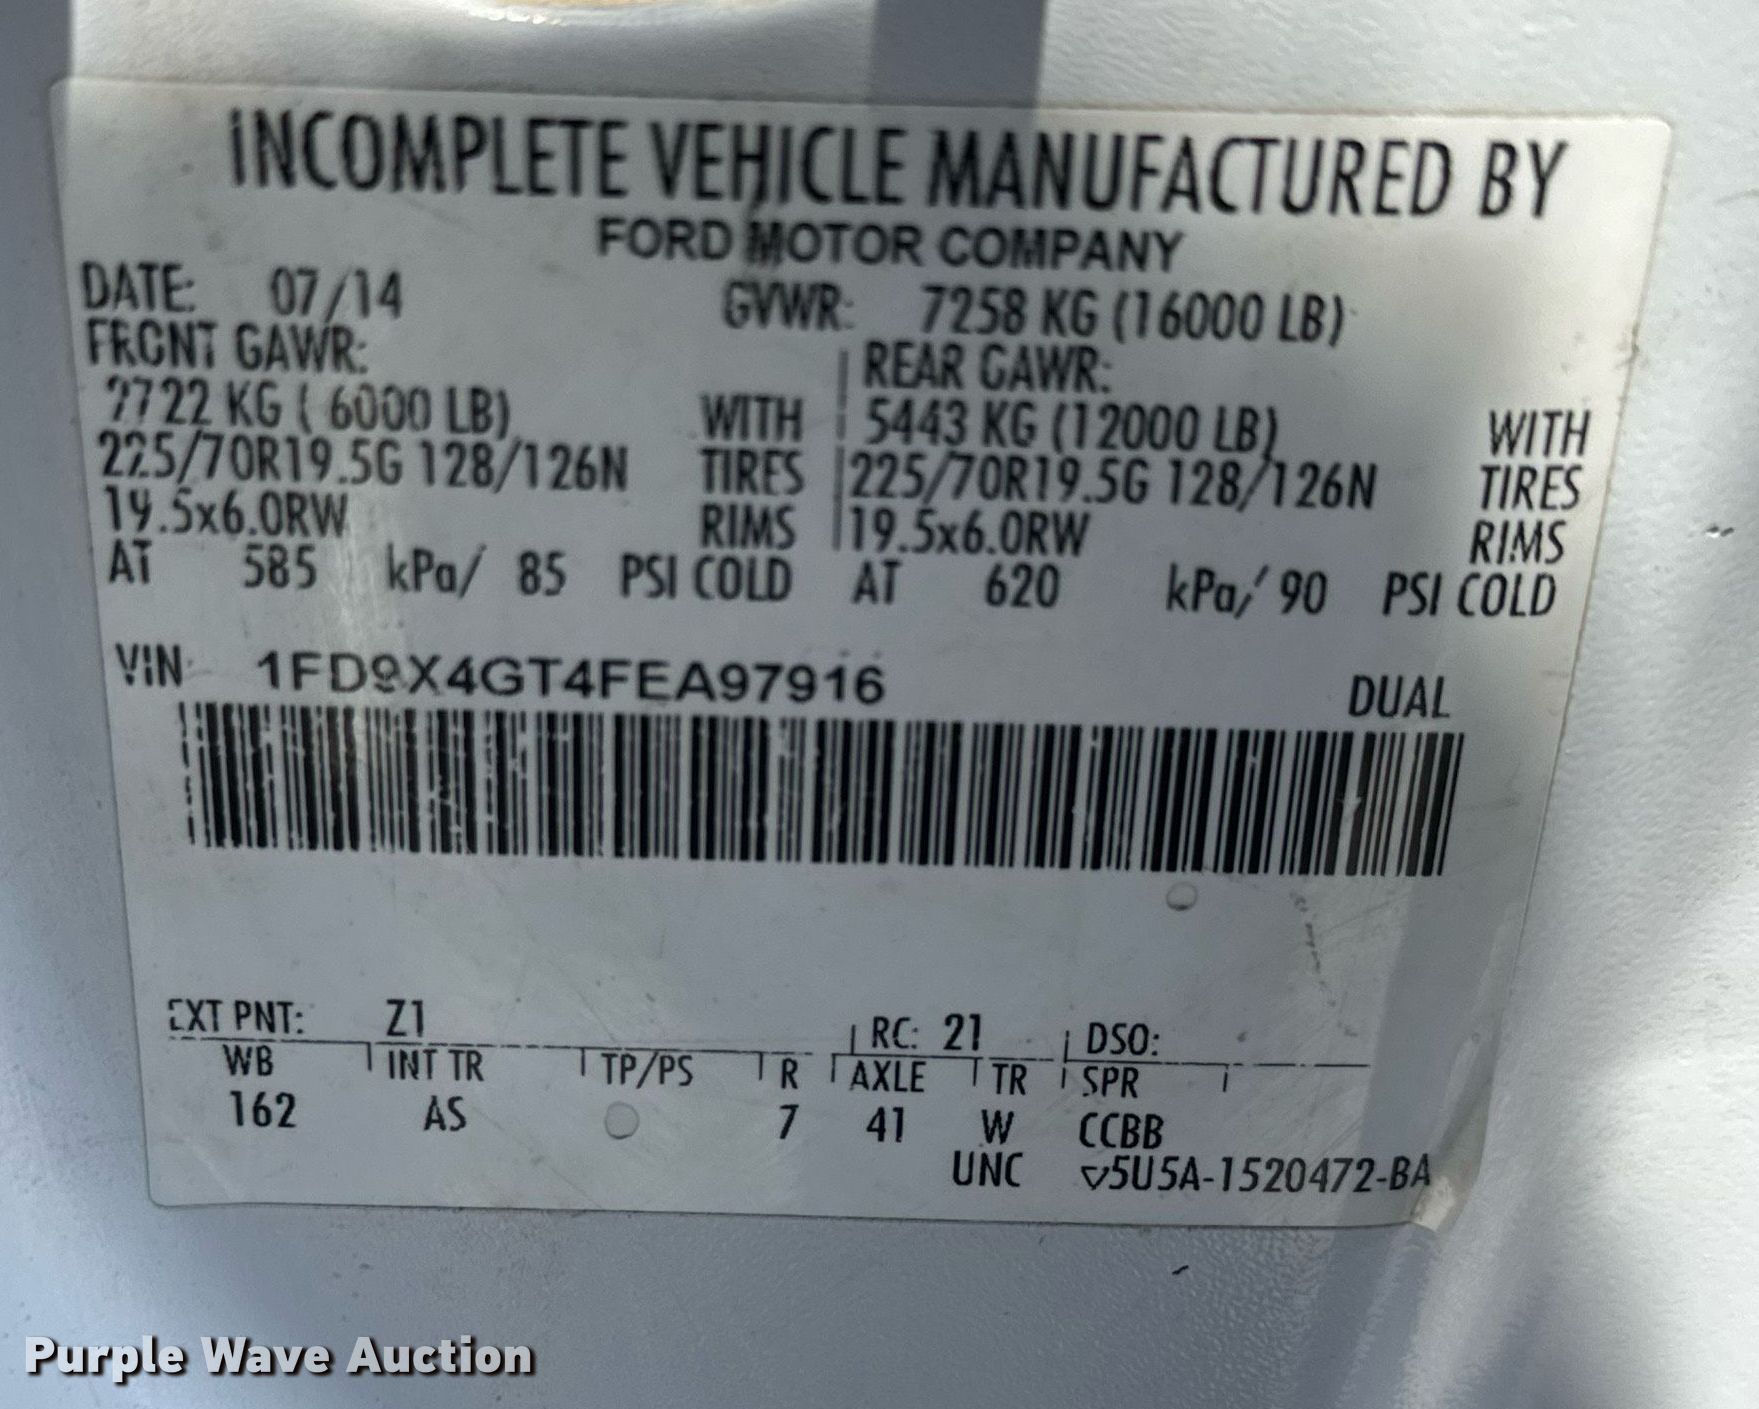 INCOMPLETE VEHICLE MANUFACTURED BY
FORD MOTOR COMPANY
DATE: 07/14 GVWR: 7258 KG (16000 LB)
FRONT GAWR: REAR GAWR:
2722 KG ( 6000 LB) WITH 5443 KG (12000 LB) WITH
225/70R19.5G 128/126N TIRES 225/70R19.5G 128/126N TIRES
19.5x6.0RW RIMS 19.5x6.0RW RIMS
AT 585 kPa/ 85 PSI COLD AT 620 kPa/ 90 PSI COLD
VIN: 1FD9X4GT4FEA97916 DUAL
EXT PNT: Z1 RC: 21 DSO:
WB INT TR TP/PS R AXLE TR SPR
162 AS 7 41 W CCBB
UNC ▽5U5A-1520472-BA
Purple Wave Auction